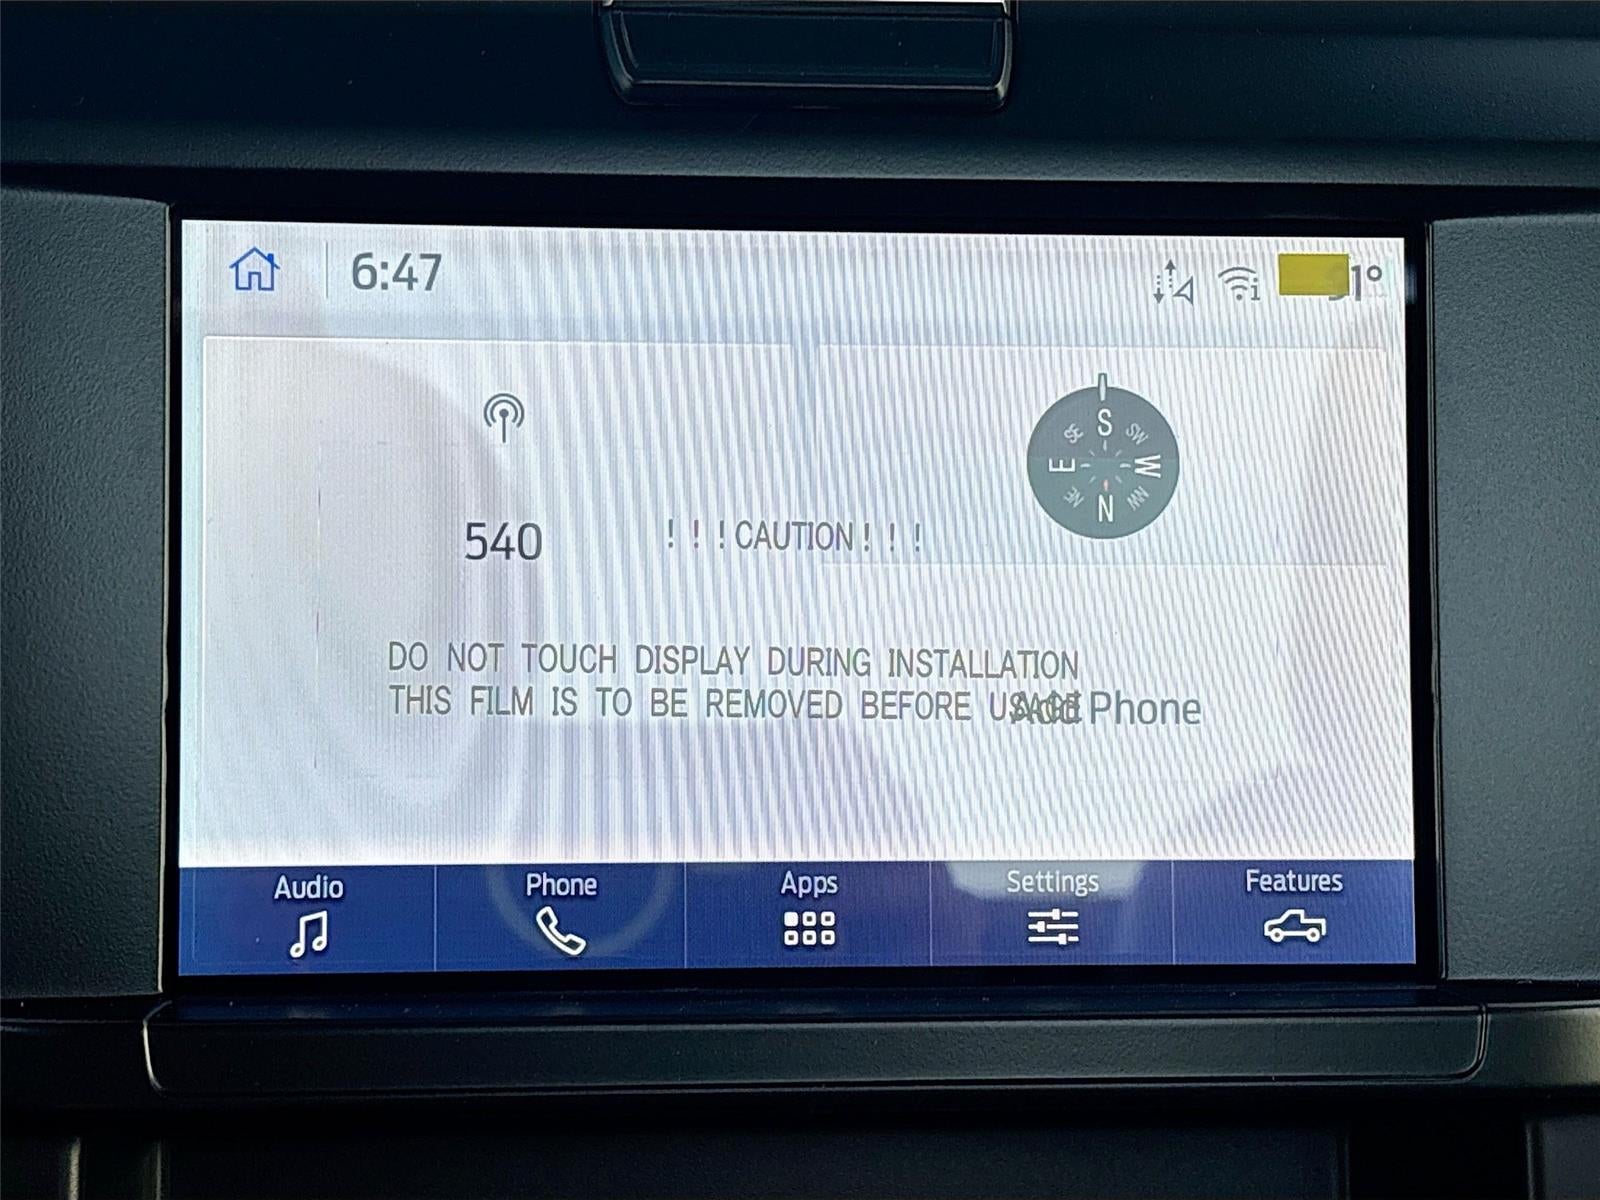 6:47
S
SE
SW
E
W
NE
NW
N
540
!!!CAUTION!!!
DO NOT TOUCH DISPLAY DURING INSTALLATION
THIS FILM IS TO BE REMOVED BEFORE USAGE
Add Phone
Audio
Phone
Apps
Settings
Features